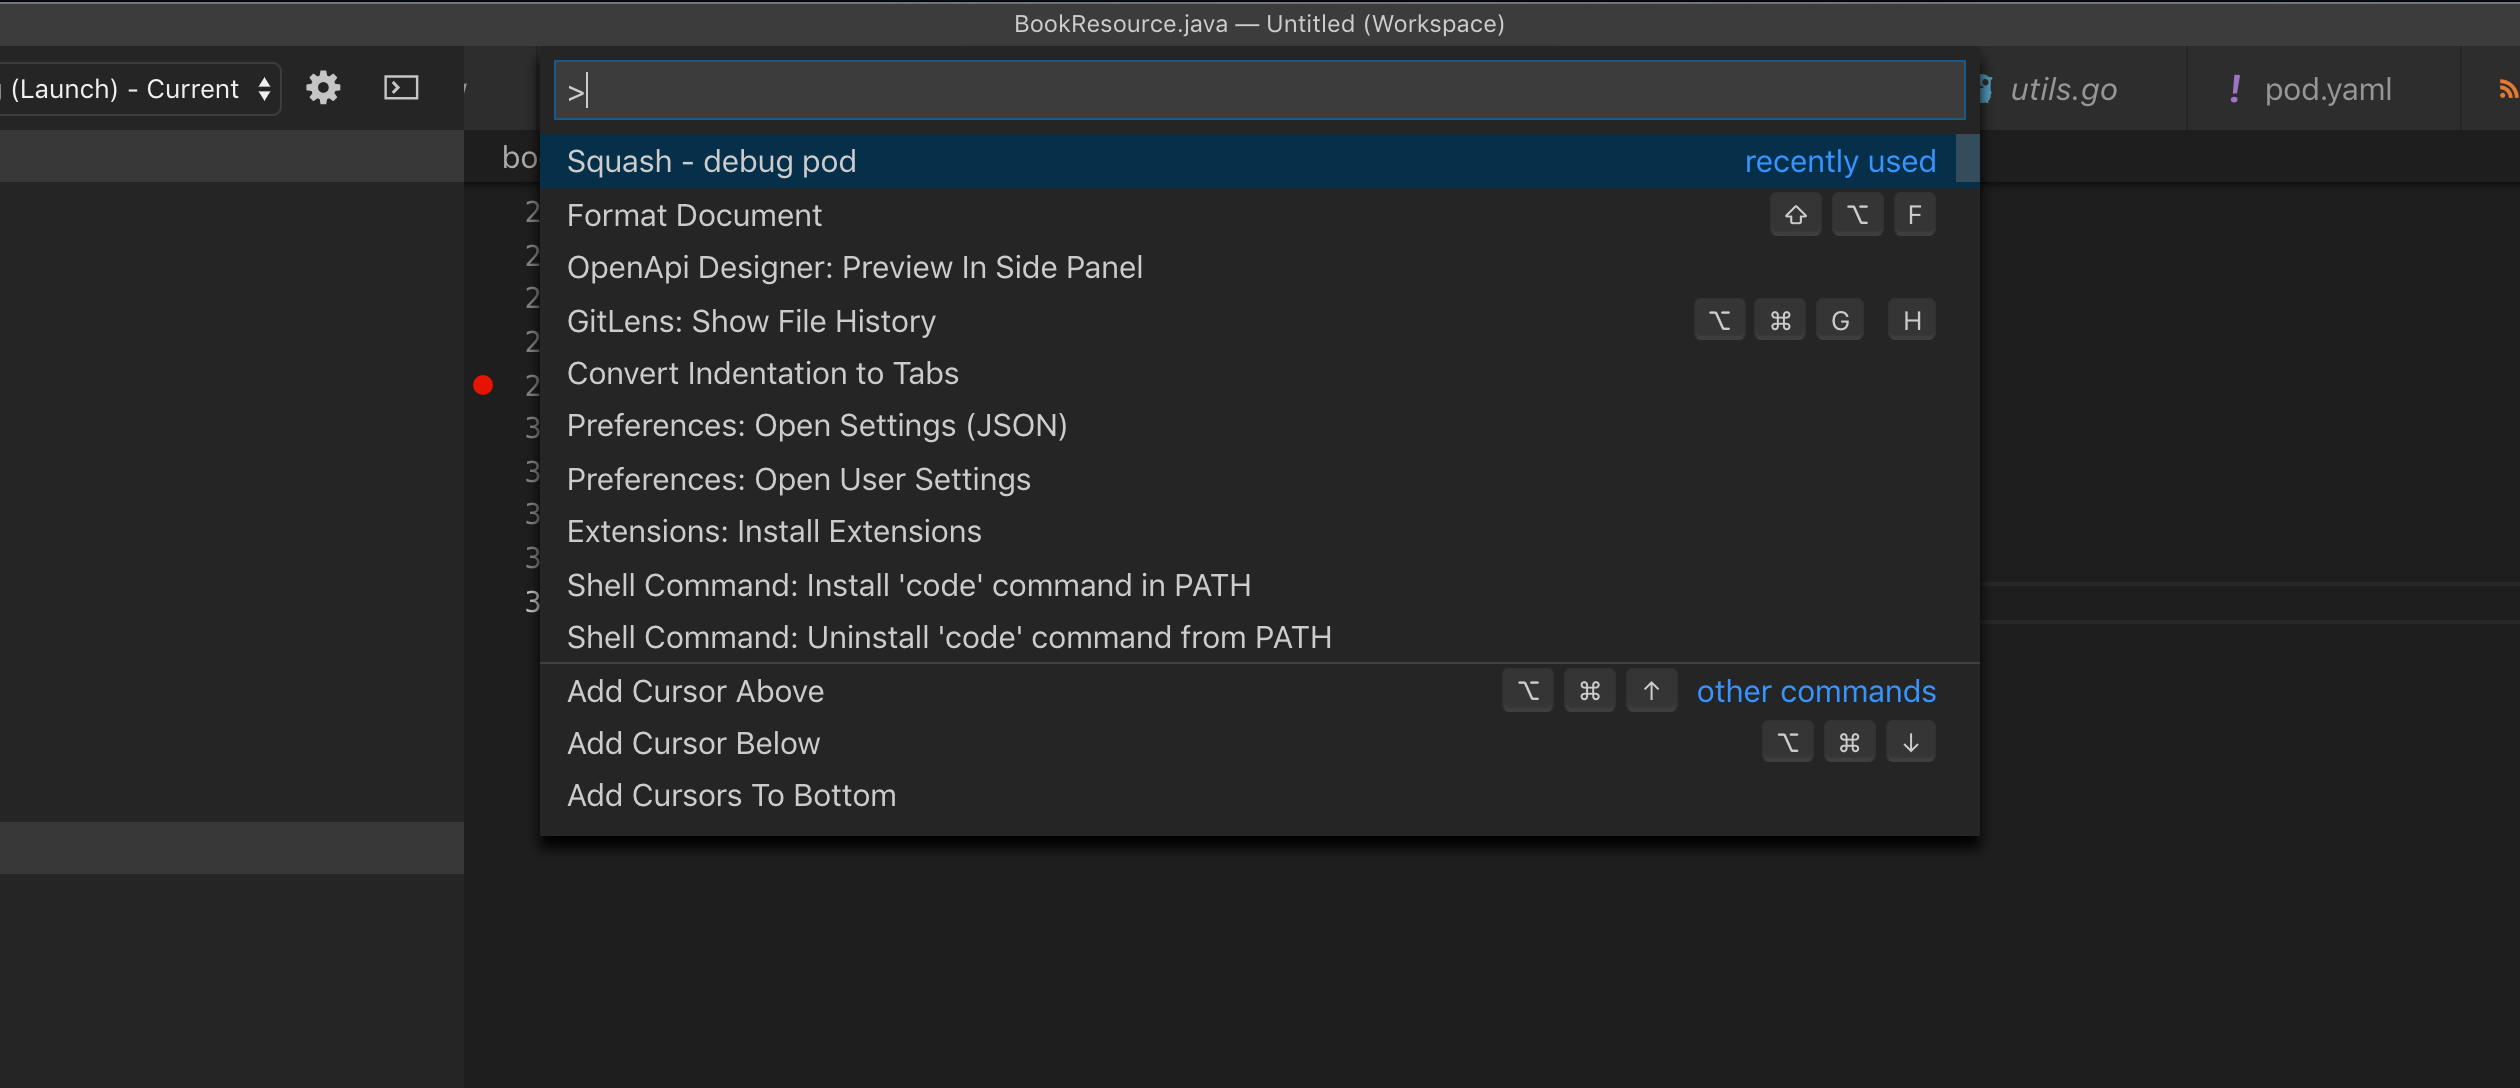 BookResource.java — Untitled (Workspace)
(Launch) - Current
>
utils.go
! pod.yaml
Squash - debug pod recently used
2
Format Document ⇧ ⌥ F
2
OpenApi Designer: Preview In Side Panel
2
GitLens: Show File History ⌥ ⌘ G H
2
Convert Indentation to Tabs
2
Preferences: Open Settings (JSON)
3
Preferences: Open User Settings
3
Extensions: Install Extensions
3
Shell Command: Install 'code' command in PATH
3
Shell Command: Uninstall 'code' command from PATH
3
Add Cursor Above ⌥ ⌘ ↑ other commands
Add Cursor Below ⌥ ⌘ ↓
Add Cursors To Bottom